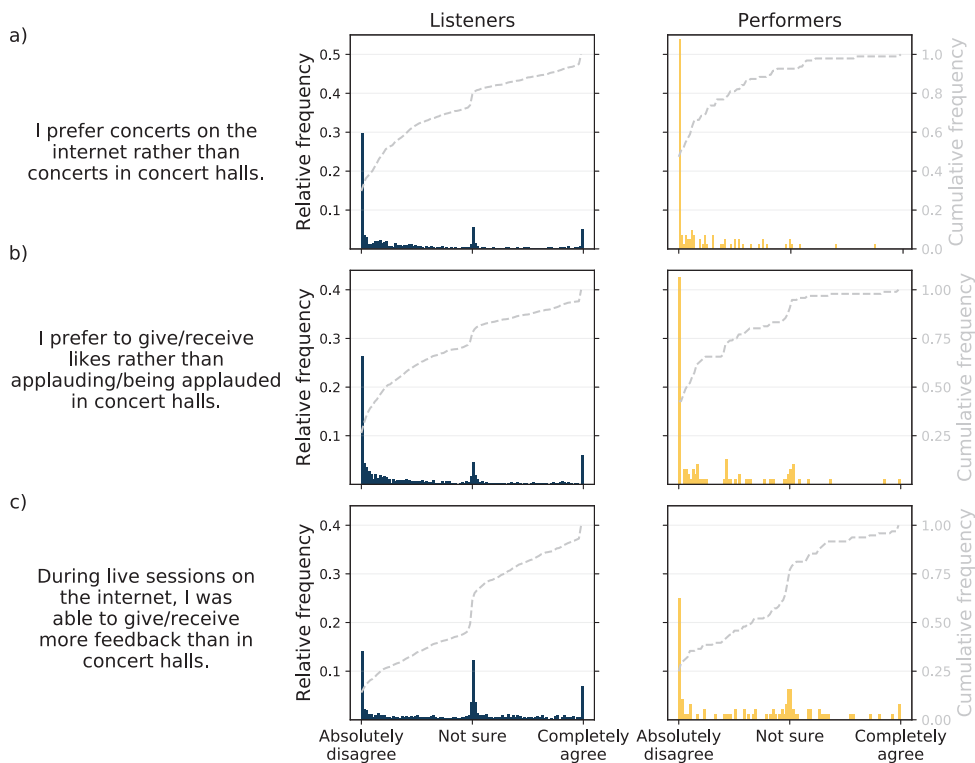 Listeners
Performers
a)
I prefer concerts on the
internet rather than
concerts in concert halls.
Relative frequency
0.5
0.4
0.3
0.2
0.1
1.0
0.8
0.6
0.4
0.2
0.0
Cumulative frequency
b)
I prefer to give/receive
likes rather than
applauding/being applauded
in concert halls.
Relative frequency
0.4
0.3
0.2
0.1
1.00
0.75
0.50
0.25
Cumulative frequency
c)
During live sessions on
the internet, I was
able to give/receive
more feedback than in
concert halls.
Relative frequency
0.4
0.3
0.2
0.1
1.00
0.75
0.50
0.25
0.00
Cumulative frequency
Absolutely
disagree
Not sure
Completely
agree
Absolutely
disagree
Not sure
Completely
agree